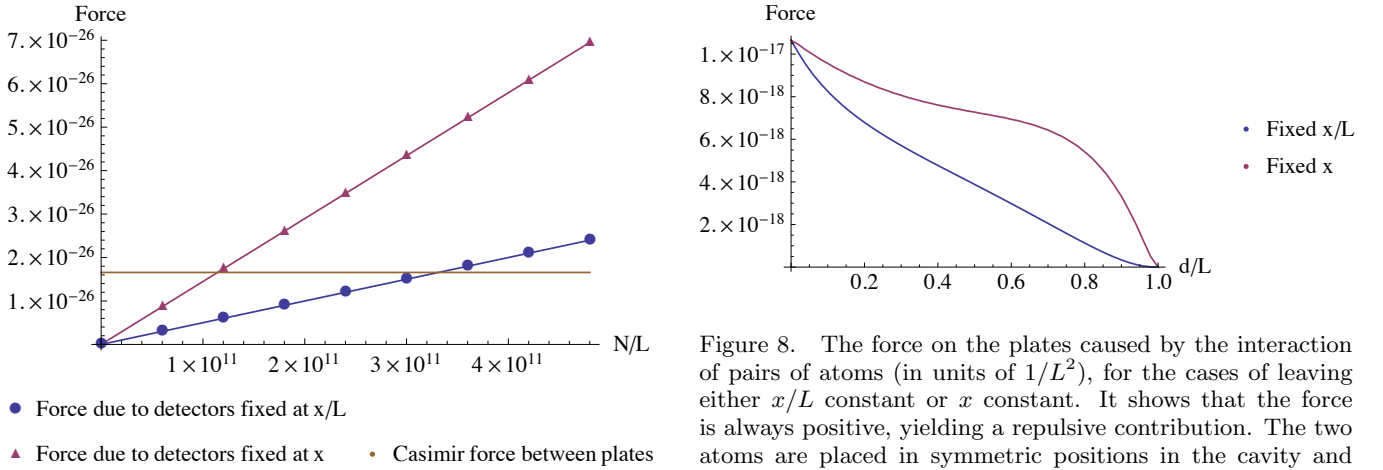 Force
7. × 10^-26
6. × 10^-26
5. × 10^-26
4. × 10^-26
3. × 10^-26
2. × 10^-26
1. × 10^-26
1 × 10^11 2 × 10^11 3 × 10^11 4 × 10^11
N/L
Force due to detectors fixed at x/L
Force due to detectors fixed at x
Casimir force between plates
Force
1. × 10^-17
8. × 10^-18
6. × 10^-18
4. × 10^-18
2. × 10^-18
0.2 0.4 0.6 0.8 1.0
d/L
Fixed x/L
Fixed x
Figure 8. The force on the plates caused by the interaction
of pairs of atoms (in units of 1/L^2), for the cases of leaving
either x/L constant or x constant. It shows that the force
is always positive, yielding a repulsive contribution. The two
atoms are placed in symmetric positions in the cavity and